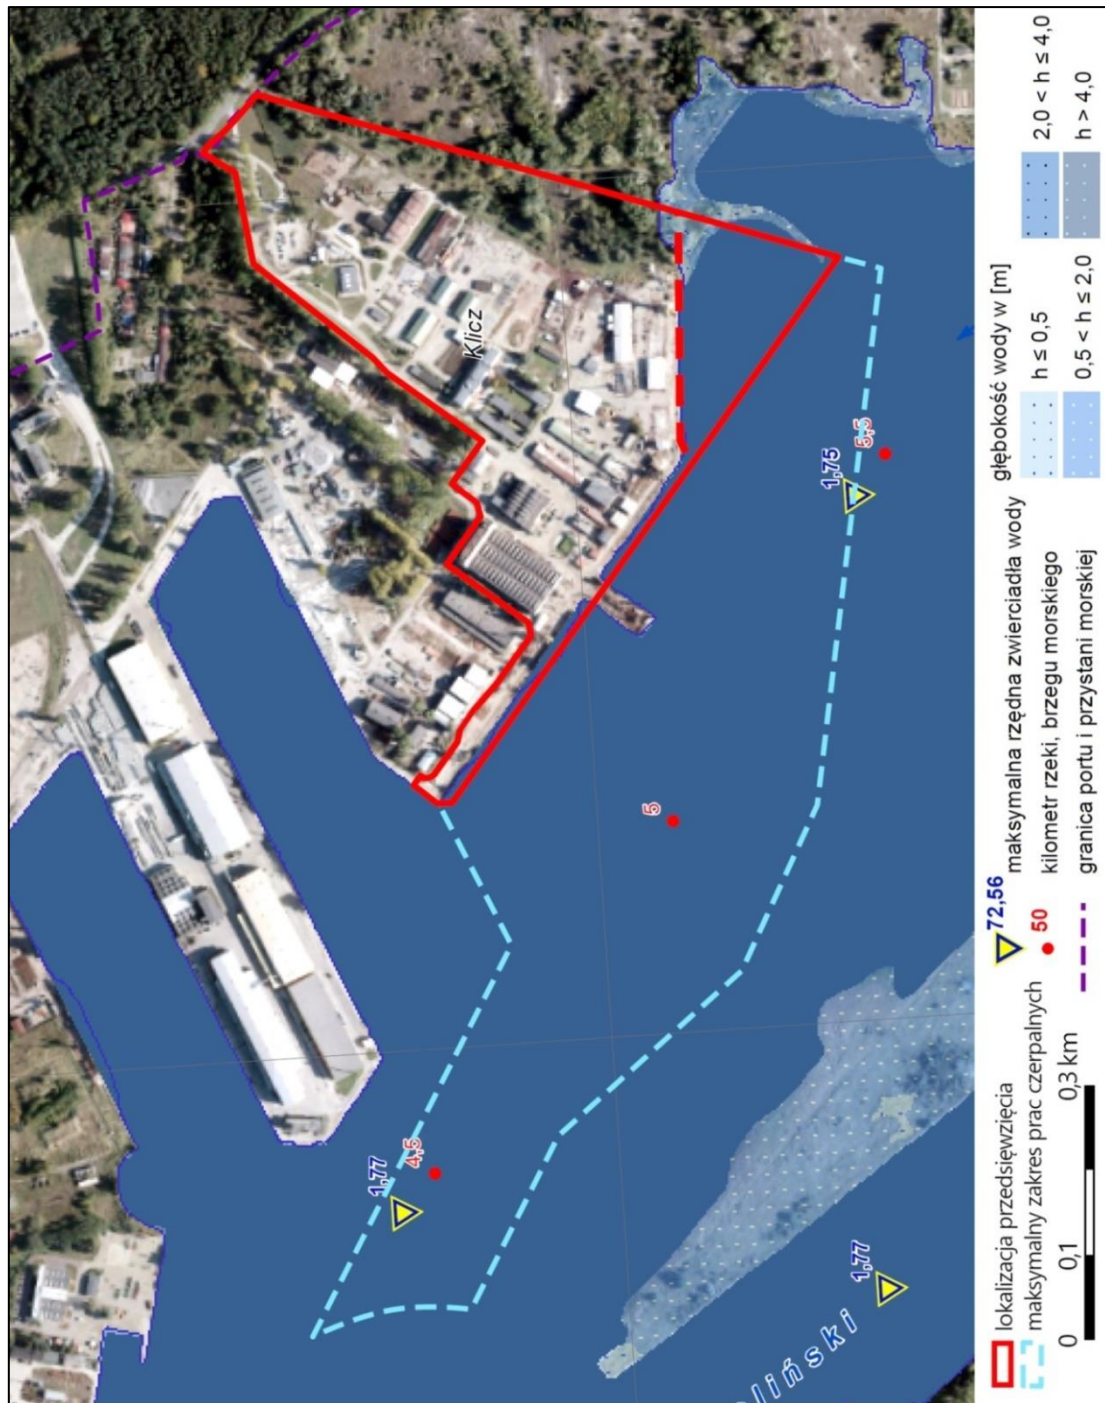 Klicz
1,75
5,5
5
1,77
4,5
1,77
liński
lokalizacja przedsięwzięcia
maksymalny zakres prac czerpalnych
0 0,1 0,3 km
72,56 maksymalna rzędna zwierciadła wody
50 kilometr rzeki, brzegu morskiego
granica portu i przystani morskiej
głębokość wody w [m]
h ≤ 0,5
0,5 < h ≤ 2,0
2,0 < h ≤ 4,0
h > 4,0